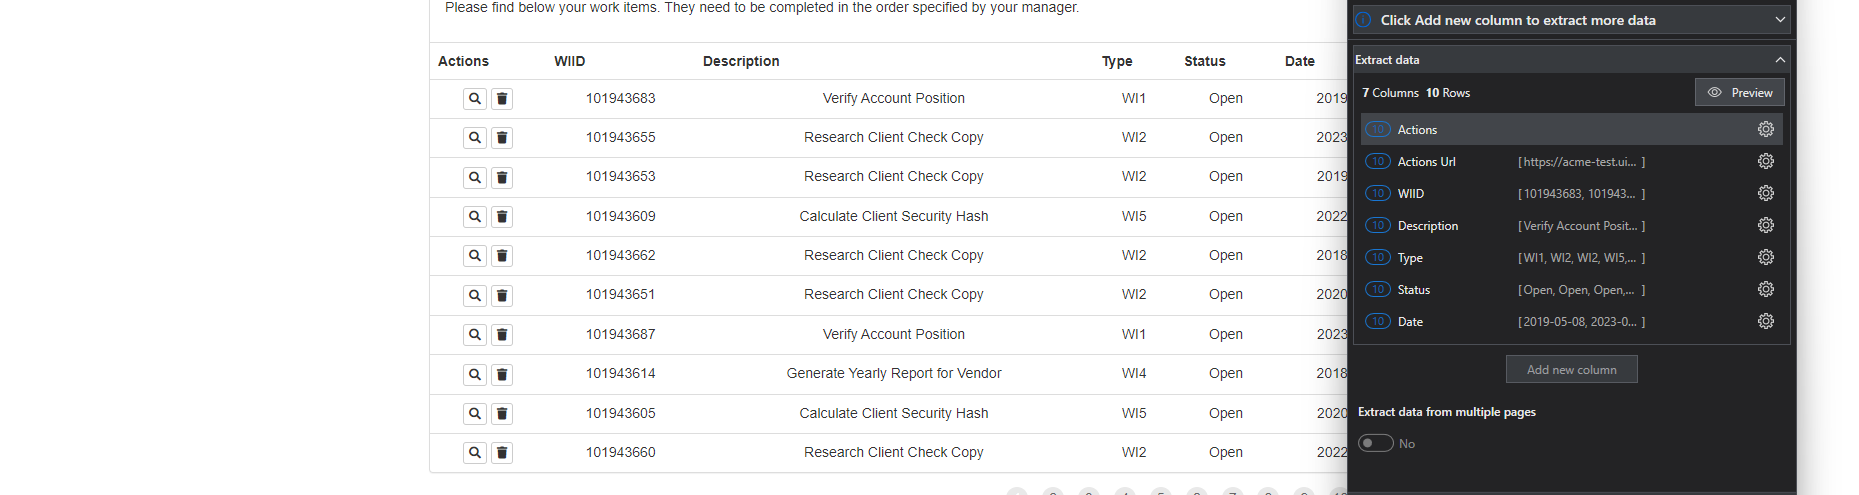 Please find below your work items. They need to be completed in the order specified by your manager.
Actions WIID Description Type Status Date
101943683 Verify Account Position WI1 Open 2019
101943655 Research Client Check Copy WI2 Open 2023
101943653 Research Client Check Copy WI2 Open 2019
101943609 Calculate Client Security Hash WI5 Open 2022
101943662 Research Client Check Copy WI2 Open 2018
101943651 Research Client Check Copy WI2 Open 2020
101943687 Verify Account Position WI1 Open 2023
101943614 Generate Yearly Report for Vendor WI4 Open 2018
101943605 Calculate Client Security Hash WI5 Open 2020
101943660 Research Client Check Copy WI2 Open 2022
Click Add new column to extract more data
Extract data
7 Columns 10 Rows Preview
10 Actions
10 Actions Url [https://acme-test.ui... ]
10 WIID [101943683, 101943... ]
10 Description [Verify Account Posit... ]
10 Type [WI1, WI2, WI2, WI5,... ]
10 Status [Open, Open, Open,... ]
10 Date [2019-05-08, 2023-0... ]
Add new column
Extract data from multiple pages
No